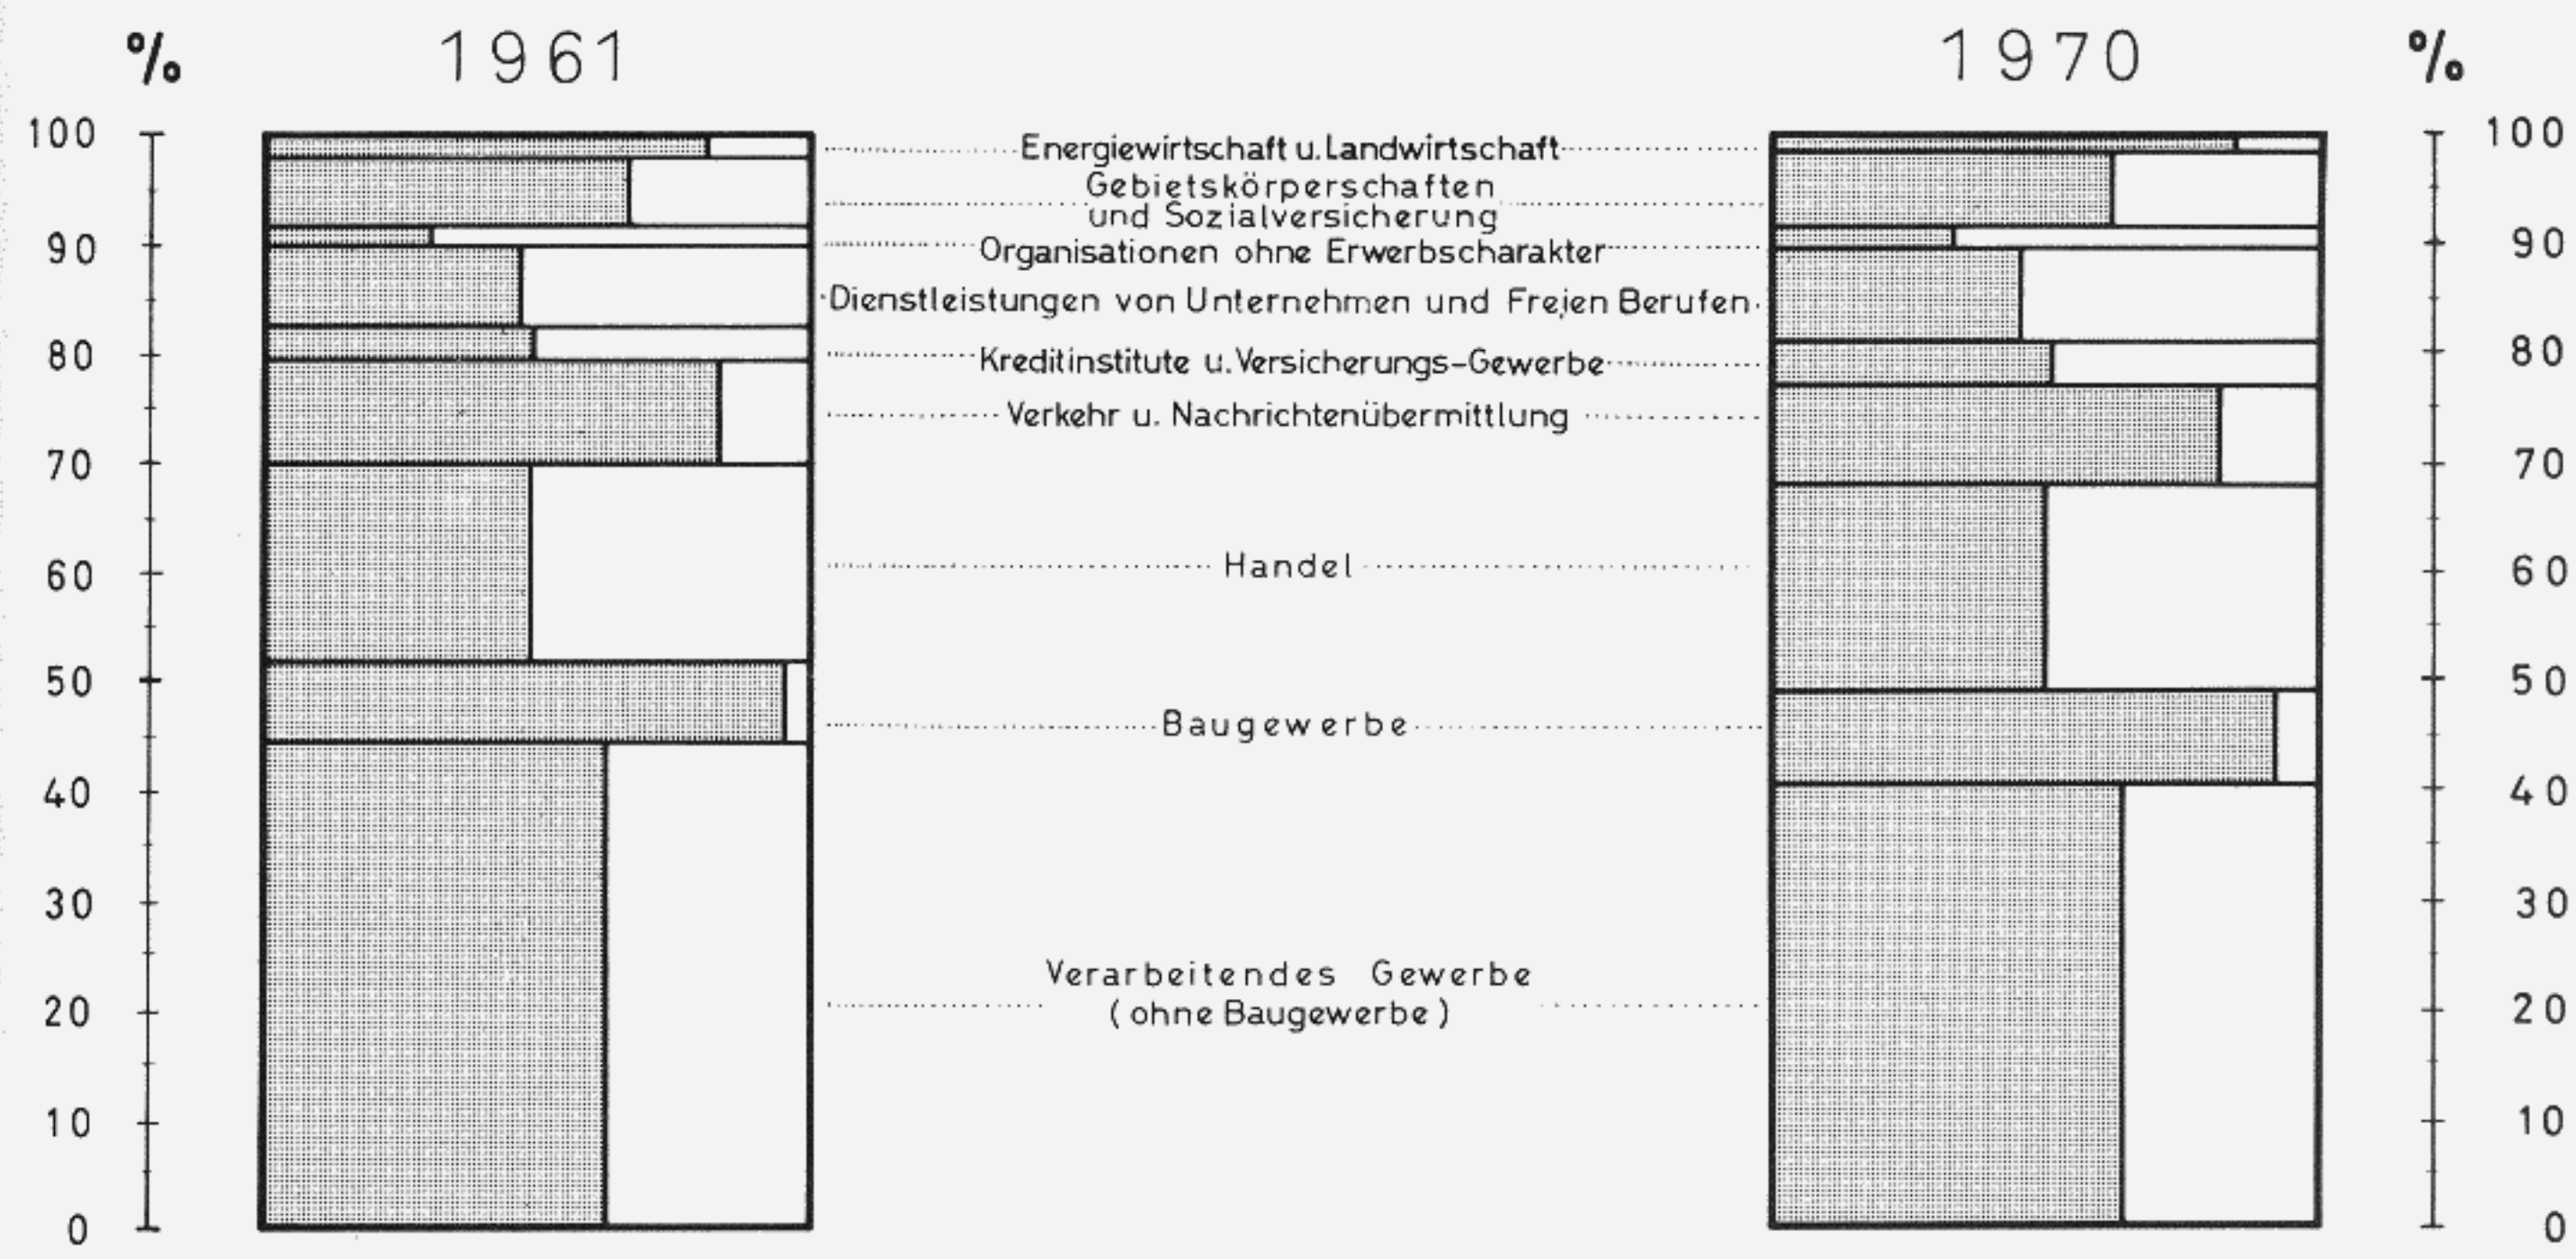 % 1961 1970 %
100 Energiewirtschaft u. Landwirtschaft 100
Gebietskörperschaften
und Sozialversicherung
90 Organisationen ohne Erwerbscharakter 90
Dienstleistungen von Unternehmen und Freien Berufen
80 Kreditinstitute u. Versicherungs-Gewerbe 80
Verkehr u. Nachrichtenübermittlung
70 70
60 Handel 60
50 50
Baugewerbe
40 40
30 30
Verarbeitendes Gewerbe
20 (ohne Baugewerbe) 20
10 10
0 0